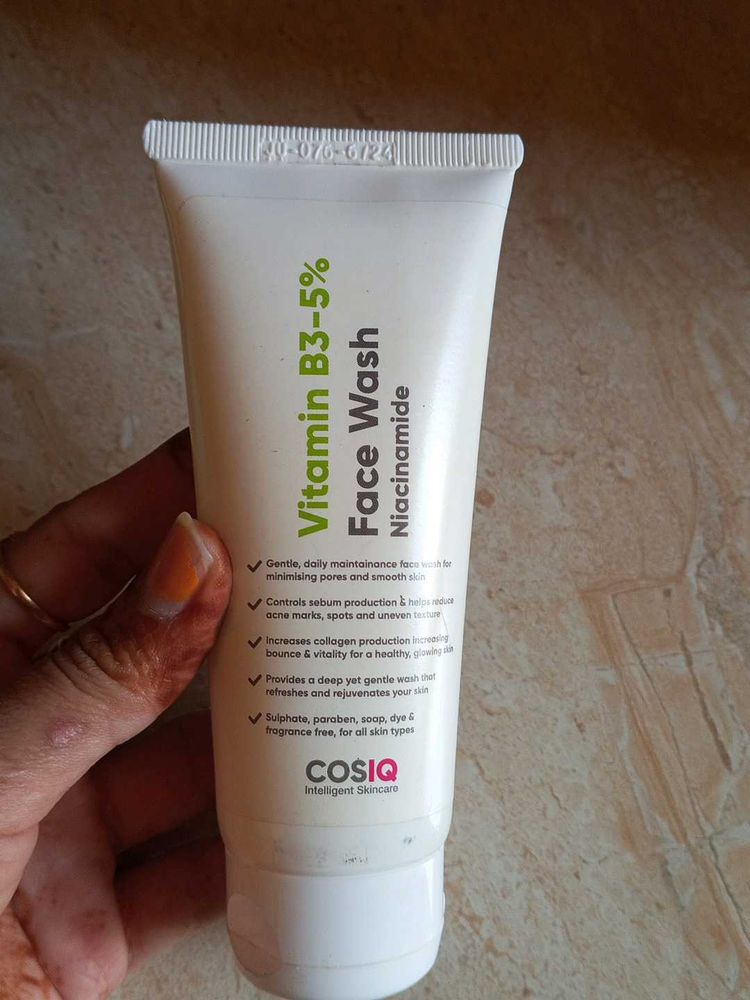 JU-076-6/24
Vitamin B3-5%
Face Wash
Niacinamide
Gentle, daily maintainance face wash for
minimising pores and smooth skin
Controls sebum production & helps reduce
acne marks, spots and uneven texture
Increases collagen production increasing
bounce & vitality for a healthy, glowing skin
Provides a deep yet gentle wash that
refreshes and rejuvenates your skin
Sulphate, paraben, soap, dye &
fragrance free, for all skin types
COSIQ
Intelligent Skincare